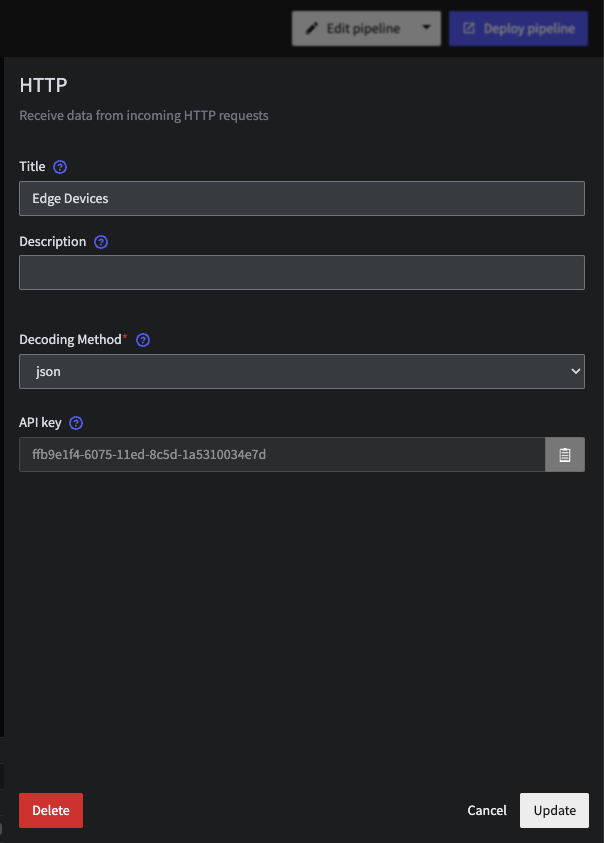 Edit pipeline
Deploy pipeline
HTTP
Receive data from incoming HTTP requests
Title ?
Edge Devices
Description ?
Decoding Method* ?
json
API key ?
ffb9e1f4-6075-11ed-8c5d-1a5310034e7d
Delete
Cancel
Update